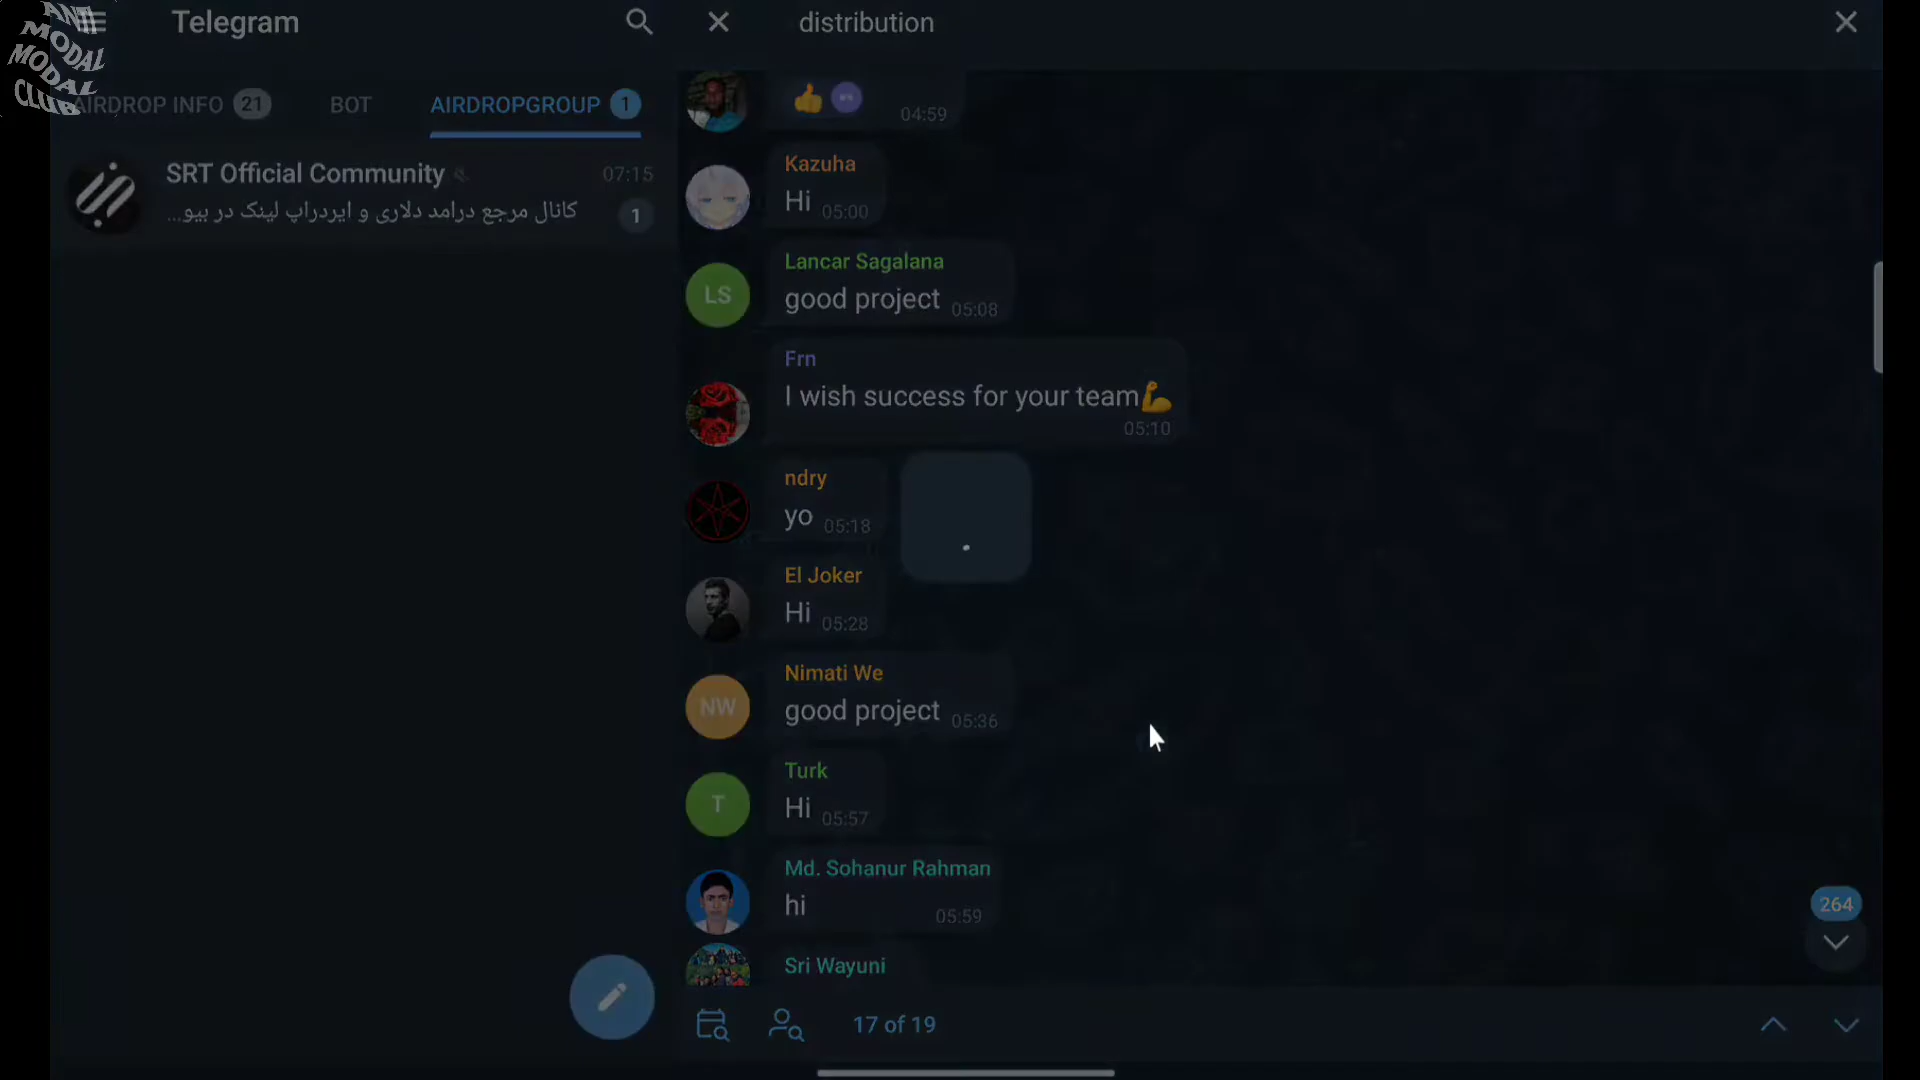 ANTI
MODAL
MODAL
CLUB
Telegram
AIRDROP INFO 21
BOT
AIRDROPGROUP 1
SRT Official Community
07:15
کانال مرجع درامد دلاری و ایردراپ لینک در بیو...
1
distribution
04:59
Kazuha
Hi 05:00
LS
Lancar Sagalana
good project 05:08
Frn
I wish success for your team💪
05:10
ndry
yo 05:18
El Joker
Hi 05:28
NW
Nimati We
good project 05:36
T
Turk
Hi 05:57
Md. Sohanur Rahman
hi 05:59
Sri Wayuni
264
17 of 19